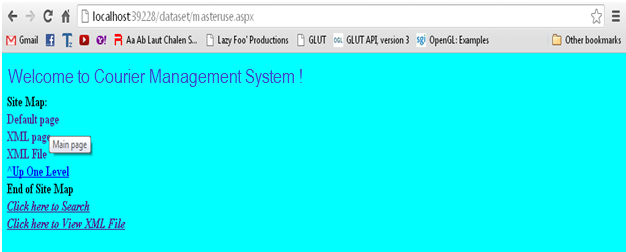 localhost:39228/dataset/masteruse.aspx
Gmail
Aa Ab Laut Chalen S...
Lazy Foo' Productions
GLUT
OGL GLUT API, version 3
sgi OpenGL: Examples
Other bookmarks
Welcome to Courier Management System !
Site Map:
Default page
XML page
Main page
XML File
^Up One Level
End of Site Map
Click here to Search
Click here to View XML File